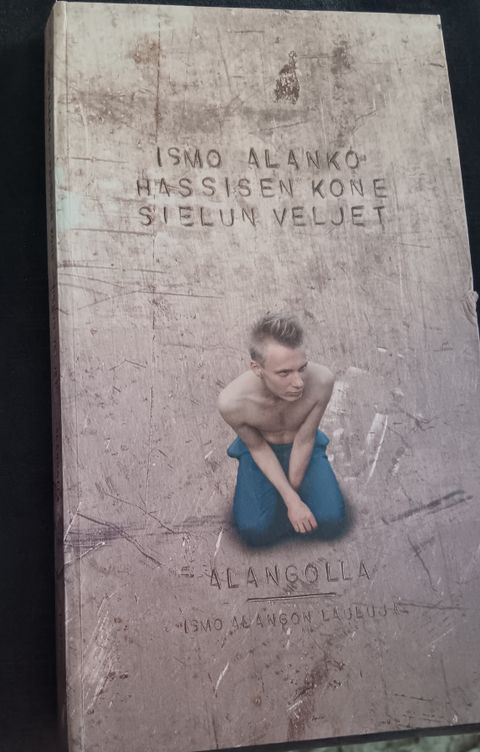 ISMO ALANKO
HASSISEN KONE
SIELUN VELJET
ALANGOLLA
ISMO ALANGON LAULUJA